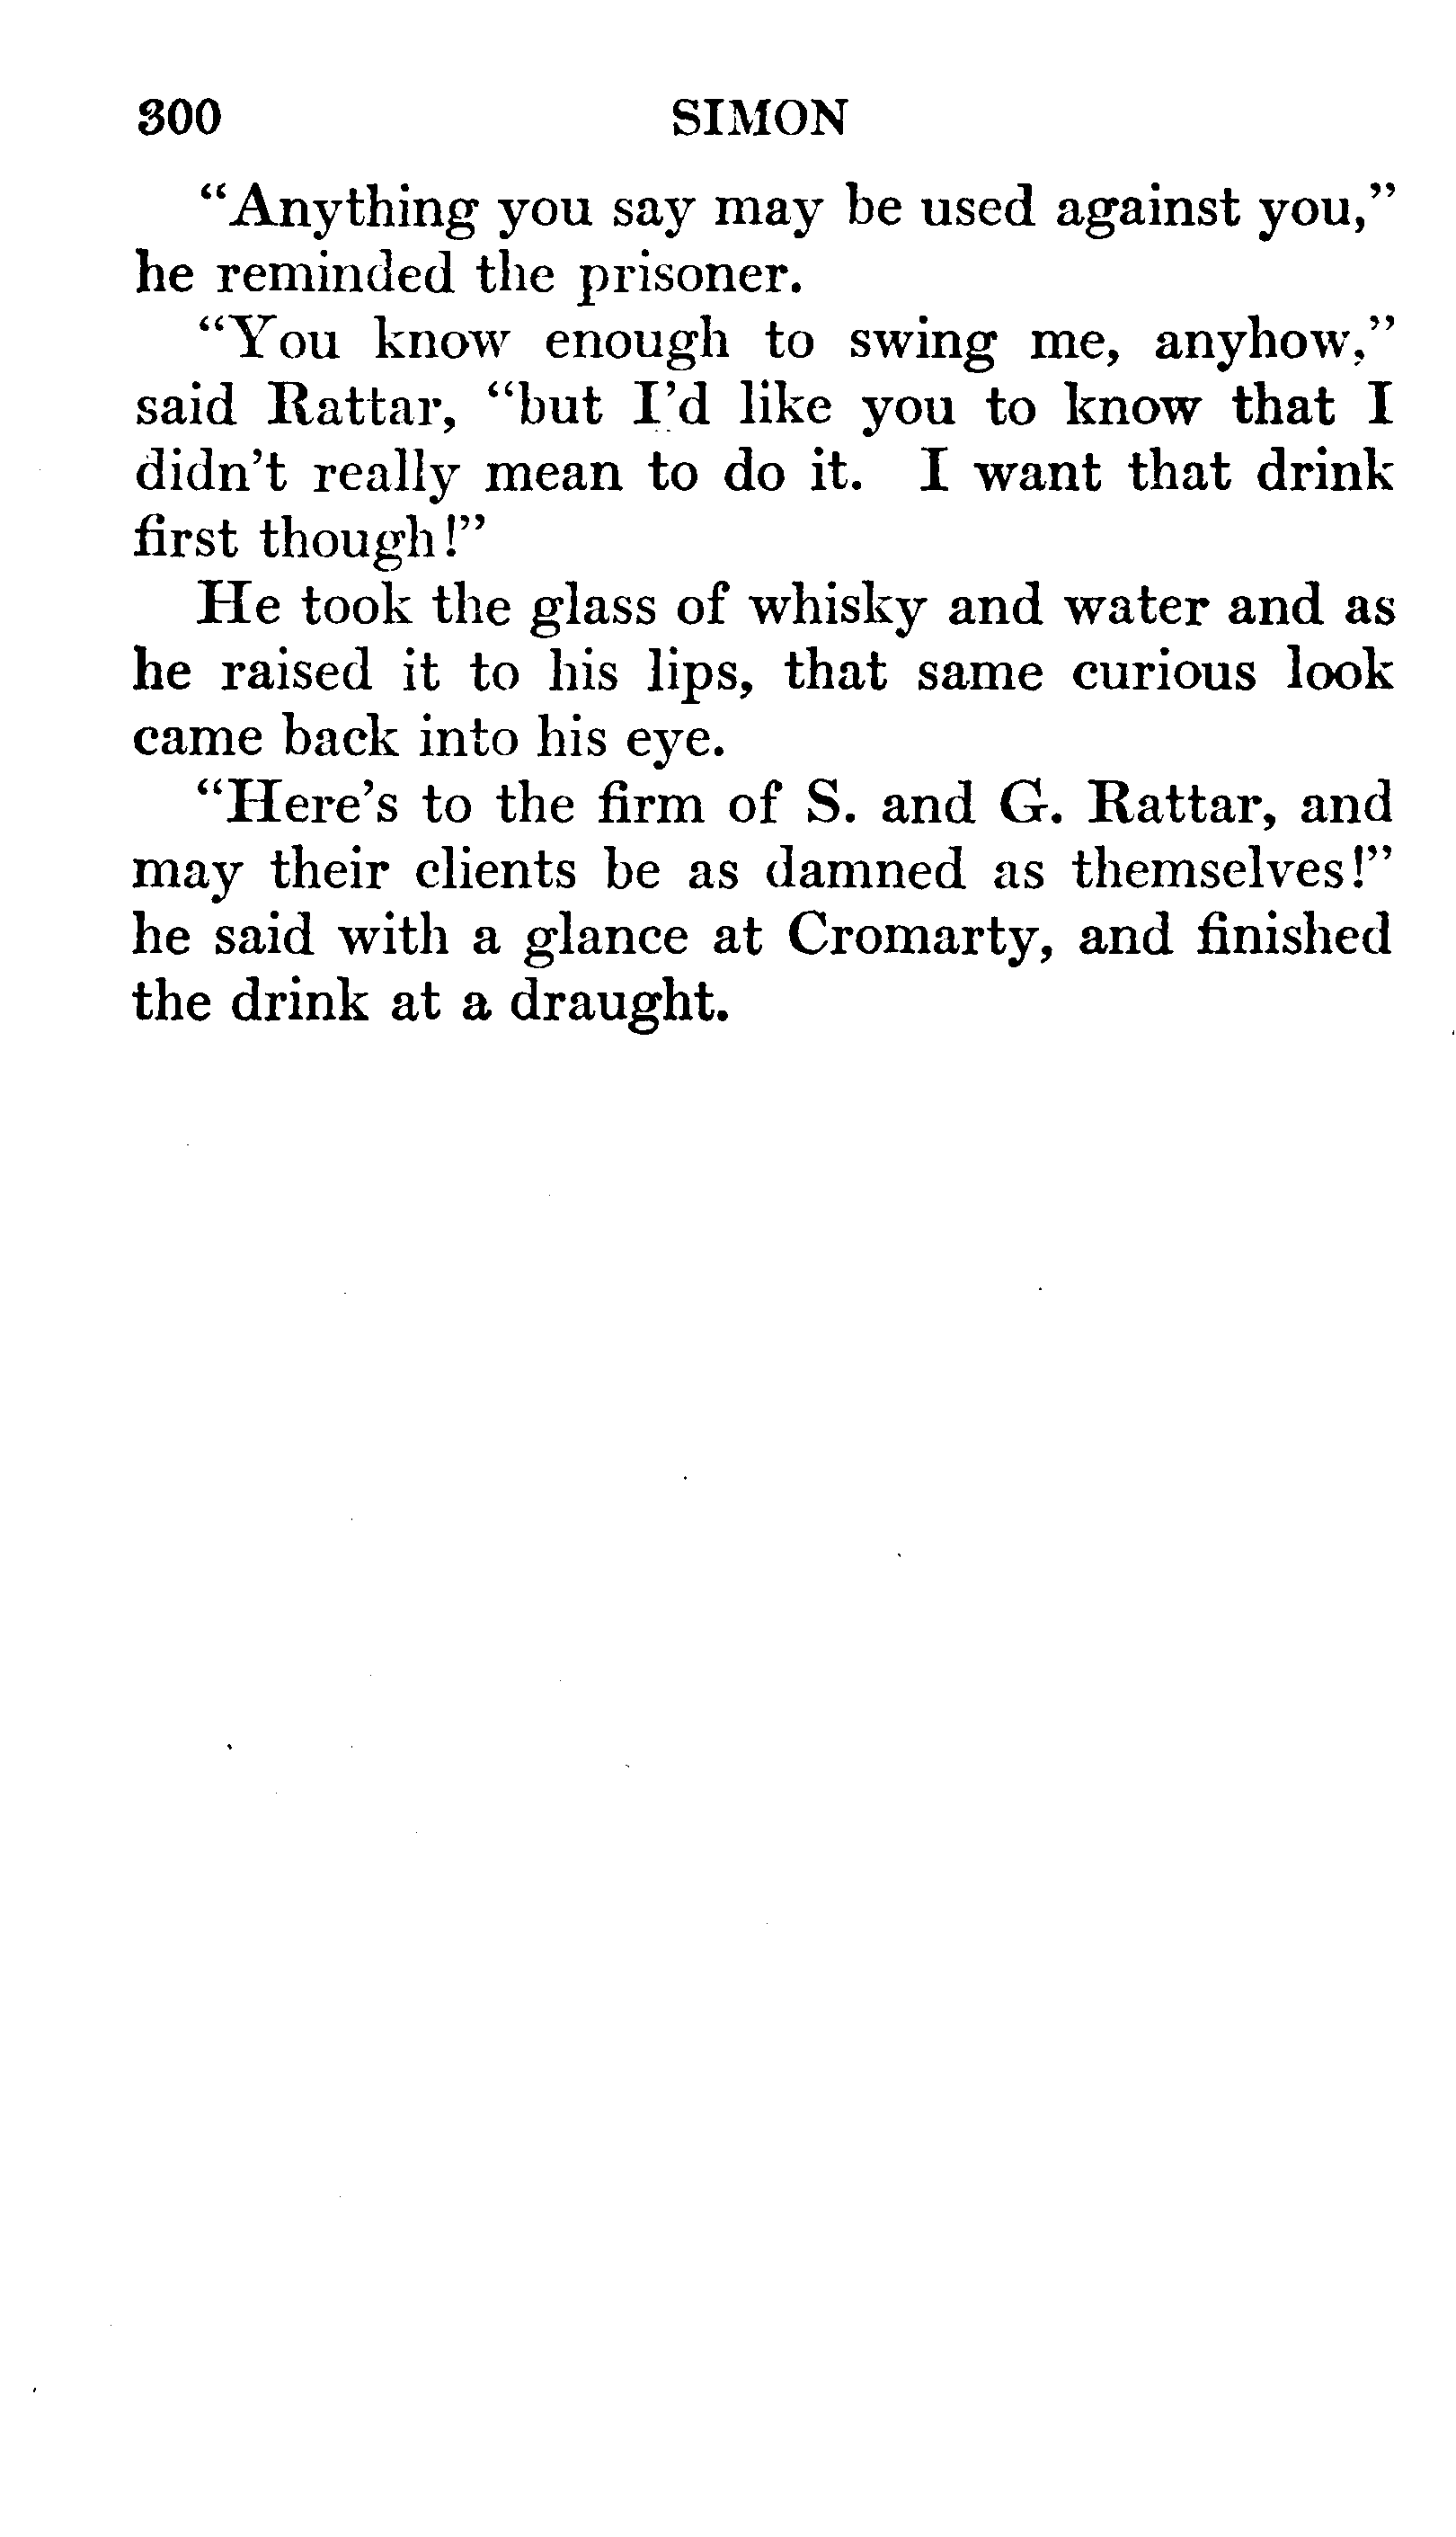 300 SIMON
"Anything you say may be used against you,"
he reminded the prisoner.
"You know enough to swing me, anyhow,"
said Rattar, "but I'd like you to know that I
didn't really mean to do it. I want that drink
first though!"
He took the glass of whisky and water and as
he raised it to his lips, that same curious look
came back into his eye.
"Here's to the firm of S. and G. Rattar, and
may their clients be as damned as themselves!"
he said with a glance at Cromarty, and finished
the drink at a draught.